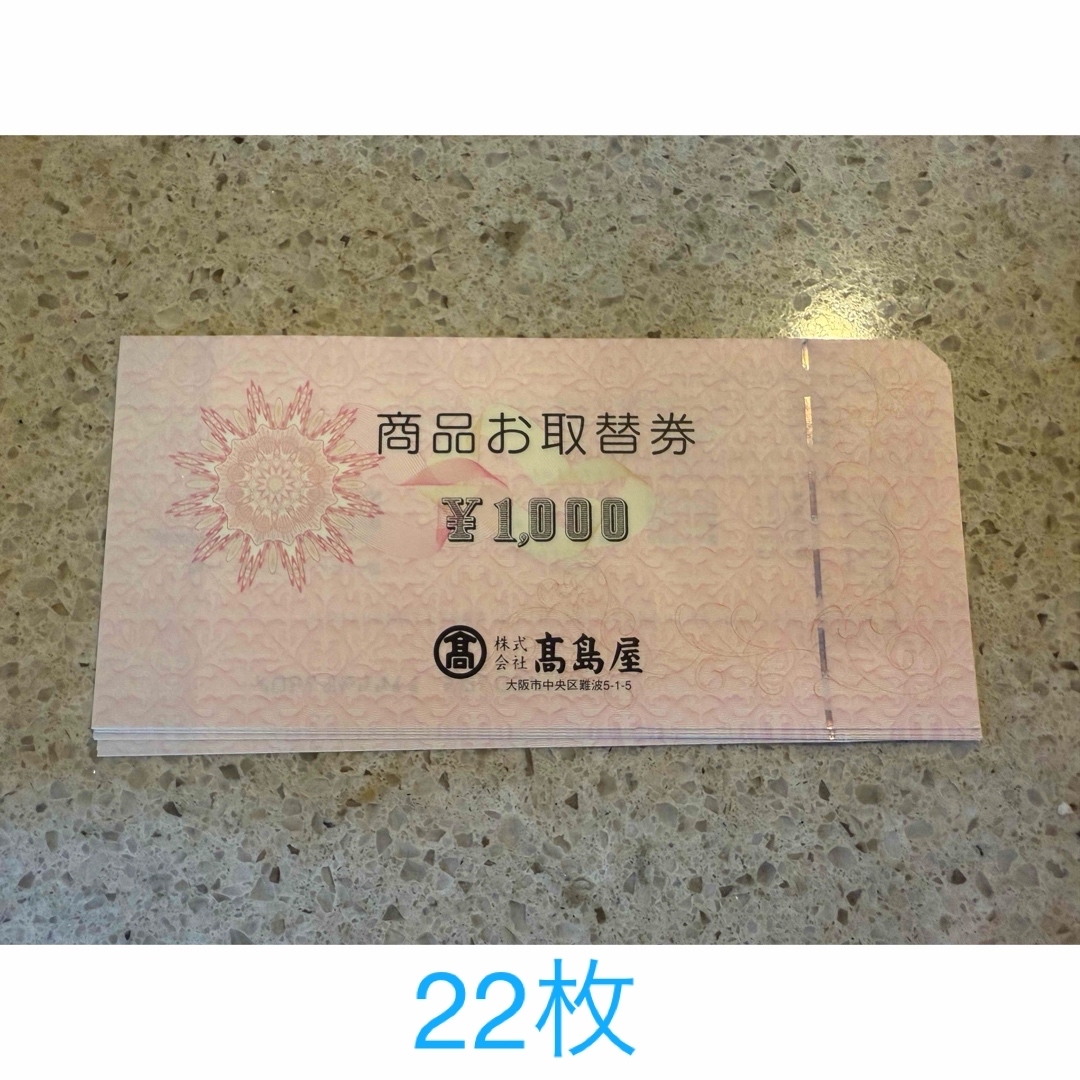 商品お取替券
¥1,000
髙 株式会社 髙島屋
大阪市中央区難波5-1-5
22枚